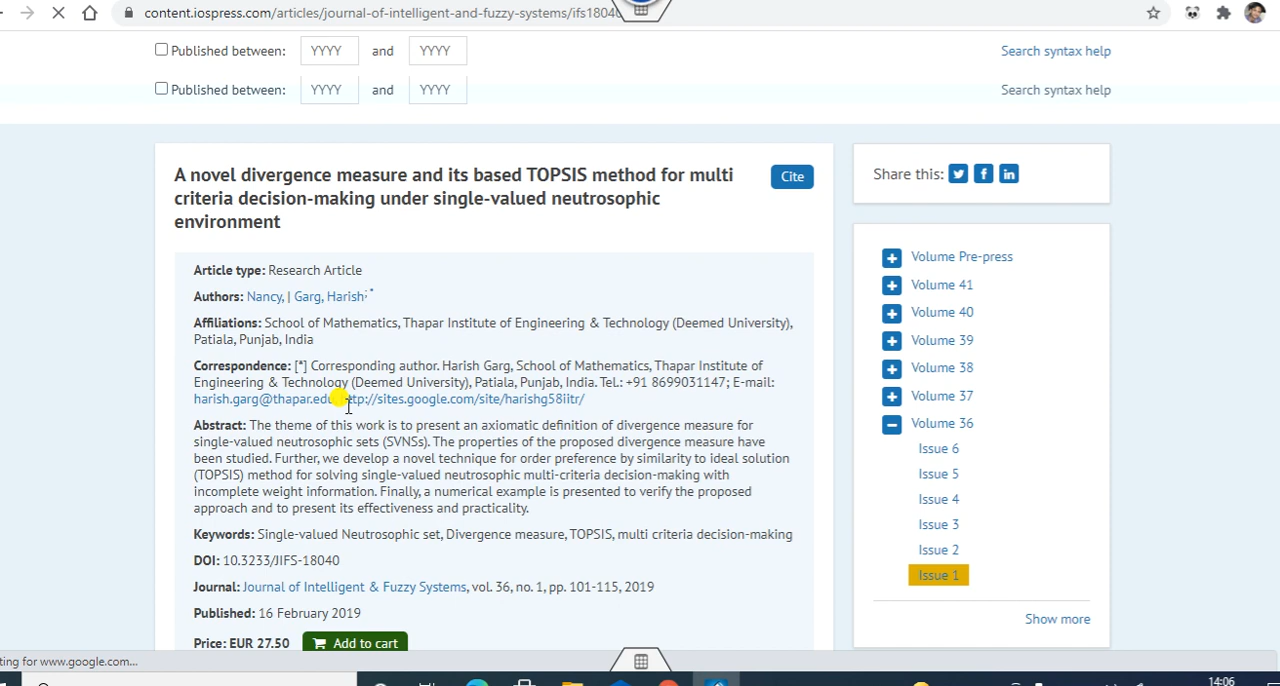 content.iospress.com/articles/journal-of-intelligent-and-fuzzy-systems/ifs1804
Published between: YYYY and YYYY Search syntax help
Published between: YYYY and YYYY Search syntax help
A novel divergence measure and its based TOPSIS method for multi
criteria decision-making under single-valued neutrosophic
environment
Cite
Article type: Research Article
Authors: Nancy, | Garg, Harish; *
Affiliations: School of Mathematics, Thapar Institute of Engineering & Technology (Deemed University),
Patiala, Punjab, India
Correspondence: [*] Corresponding author. Harish Garg, School of Mathematics, Thapar Institute of
Engineering & Technology (Deemed University), Patiala, Punjab, India. Tel.: +91 8699031147; E-mail:
harish.garg@thapar.edu ttp://sites.google.com/site/harishg58iitr/
Abstract: The theme of this work is to present an axiomatic definition of divergence measure for
single-valued neutrosophic sets (SVNSs). The properties of the proposed divergence measure have
been studied. Further, we develop a novel technique for order preference by similarity to ideal solution
(TOPSIS) method for solving single-valued neutrosophic multi-criteria decision-making with
incomplete weight information. Finally, a numerical example is presented to verify the proposed
approach and to present its effectiveness and practicality.
Keywords: Single-valued Neutrosophic set, Divergence measure, TOPSIS, multi criteria decision-making
DOI: 10.3233/JIFS-18040
Journal: Journal of Intelligent & Fuzzy Systems, vol. 36, no. 1, pp. 101-115, 2019
Published: 16 February 2019
Price: EUR 27.50 Add to cart
Share this:
Volume Pre-press
Volume 41
Volume 40
Volume 39
Volume 38
Volume 37
Volume 36
Issue 6
Issue 5
Issue 4
Issue 3
Issue 2
Issue 1
Show more
ting for www.google.com...
14:06